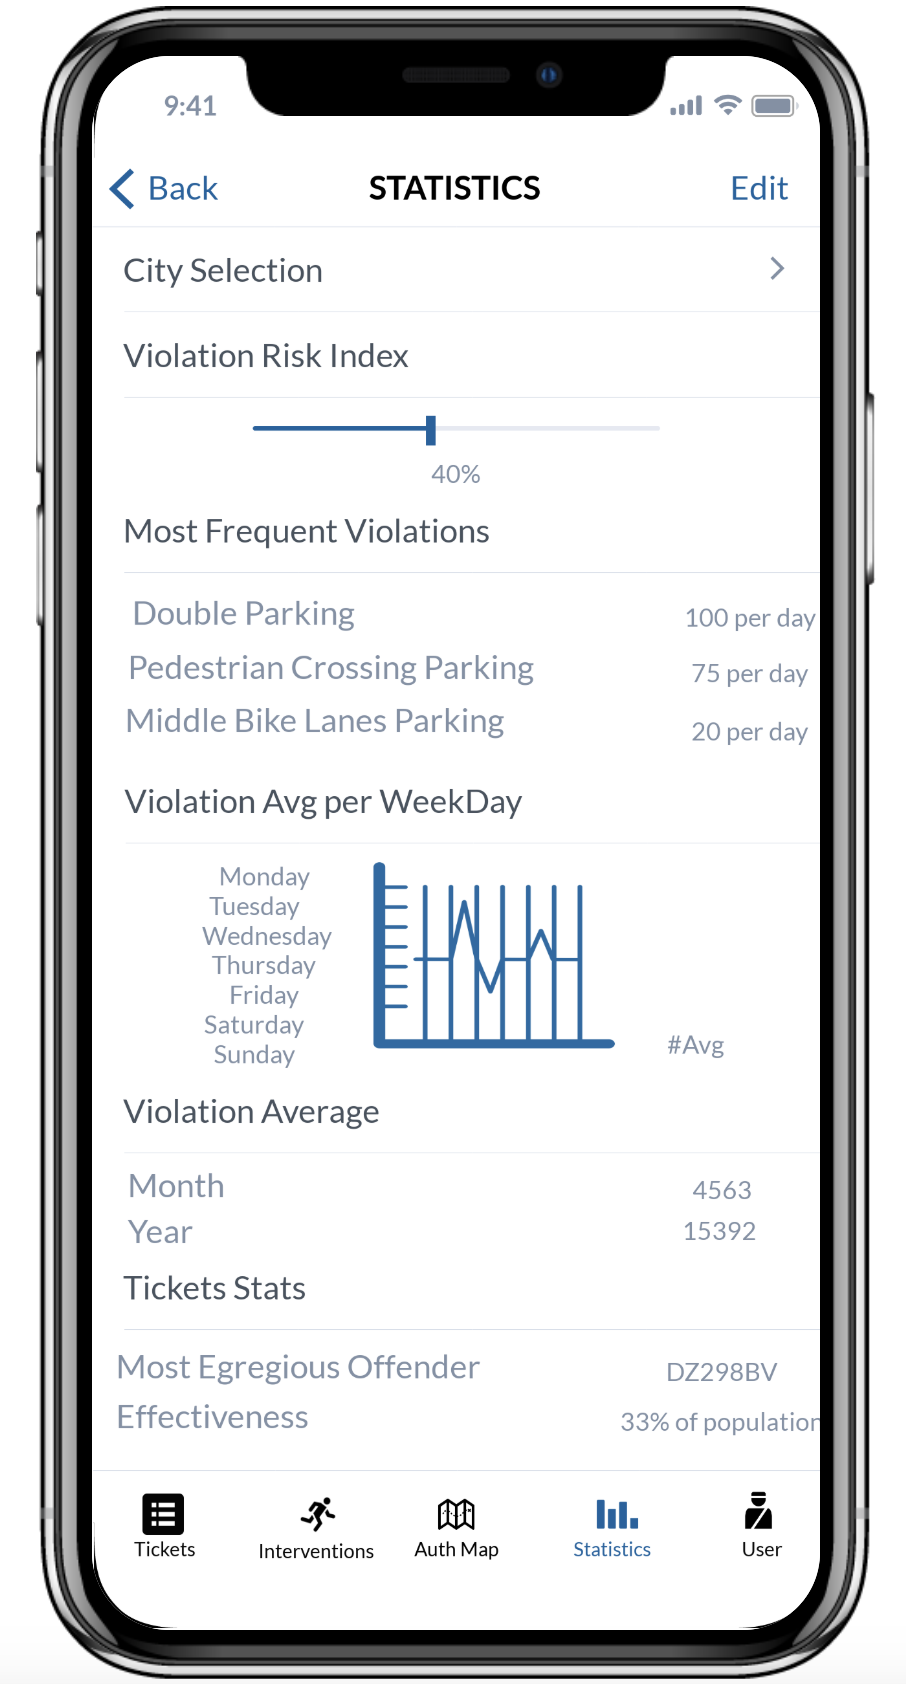 9:41
Back STATISTICS Edit
City Selection
Violation Risk Index
40%
Most Frequent Violations
Double Parking 100 per day
Pedestrian Crossing Parking 75 per day
Middle Bike Lanes Parking 20 per day
Violation Avg per WeekDay
Monday
Tuesday
Wednesday
Thursday
Friday
Saturday
Sunday
#Avg
Violation Average
Month 4563
Year 15392
Tickets Stats
Most Egregious Offender DZ298BV
Effectiveness 33% of population
Tickets Interventions Auth Map Statistics User